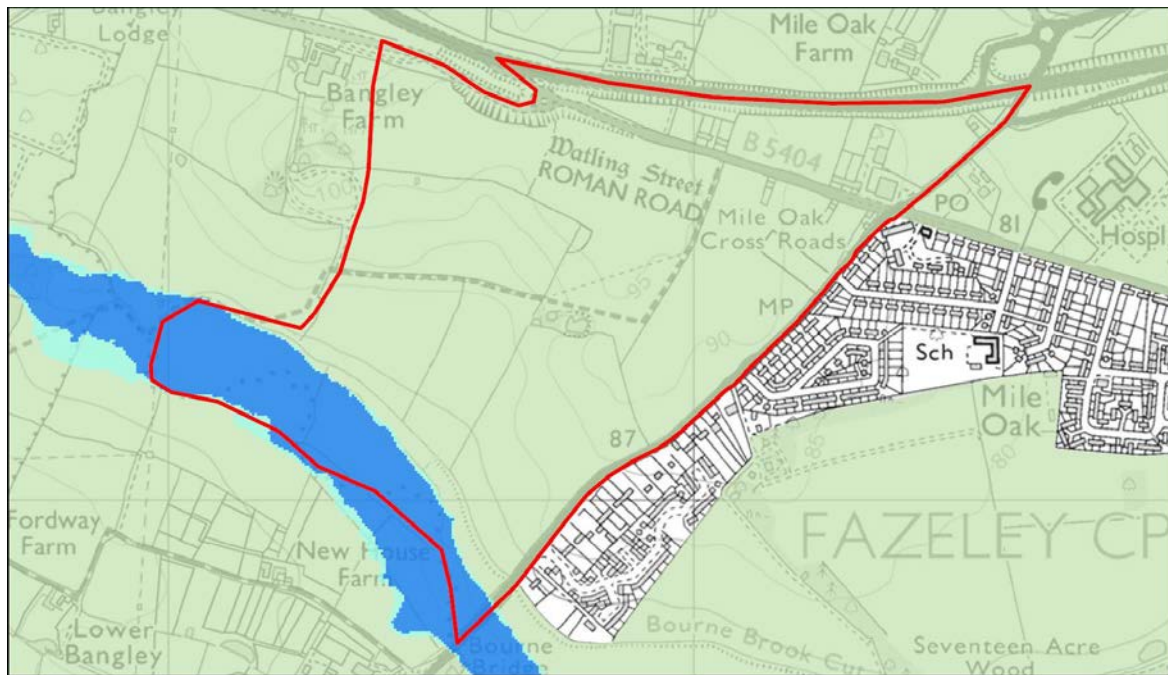 Bangley
Lodge
Mile Oak
Farm
Bangley
Farm
100
Watling Street
ROMAN ROAD
B 5404
PO
81
Hospl
Mile Oak
Cross Roads
95
MP
90
Sch
Mile
Oak
87
85
80
FAZELEY CP
Fordway
Farm
New House
Farm
Lower
Bangley
Bourne
Bridge
Bourne Brook Cut
Seventeen Acre
Wood